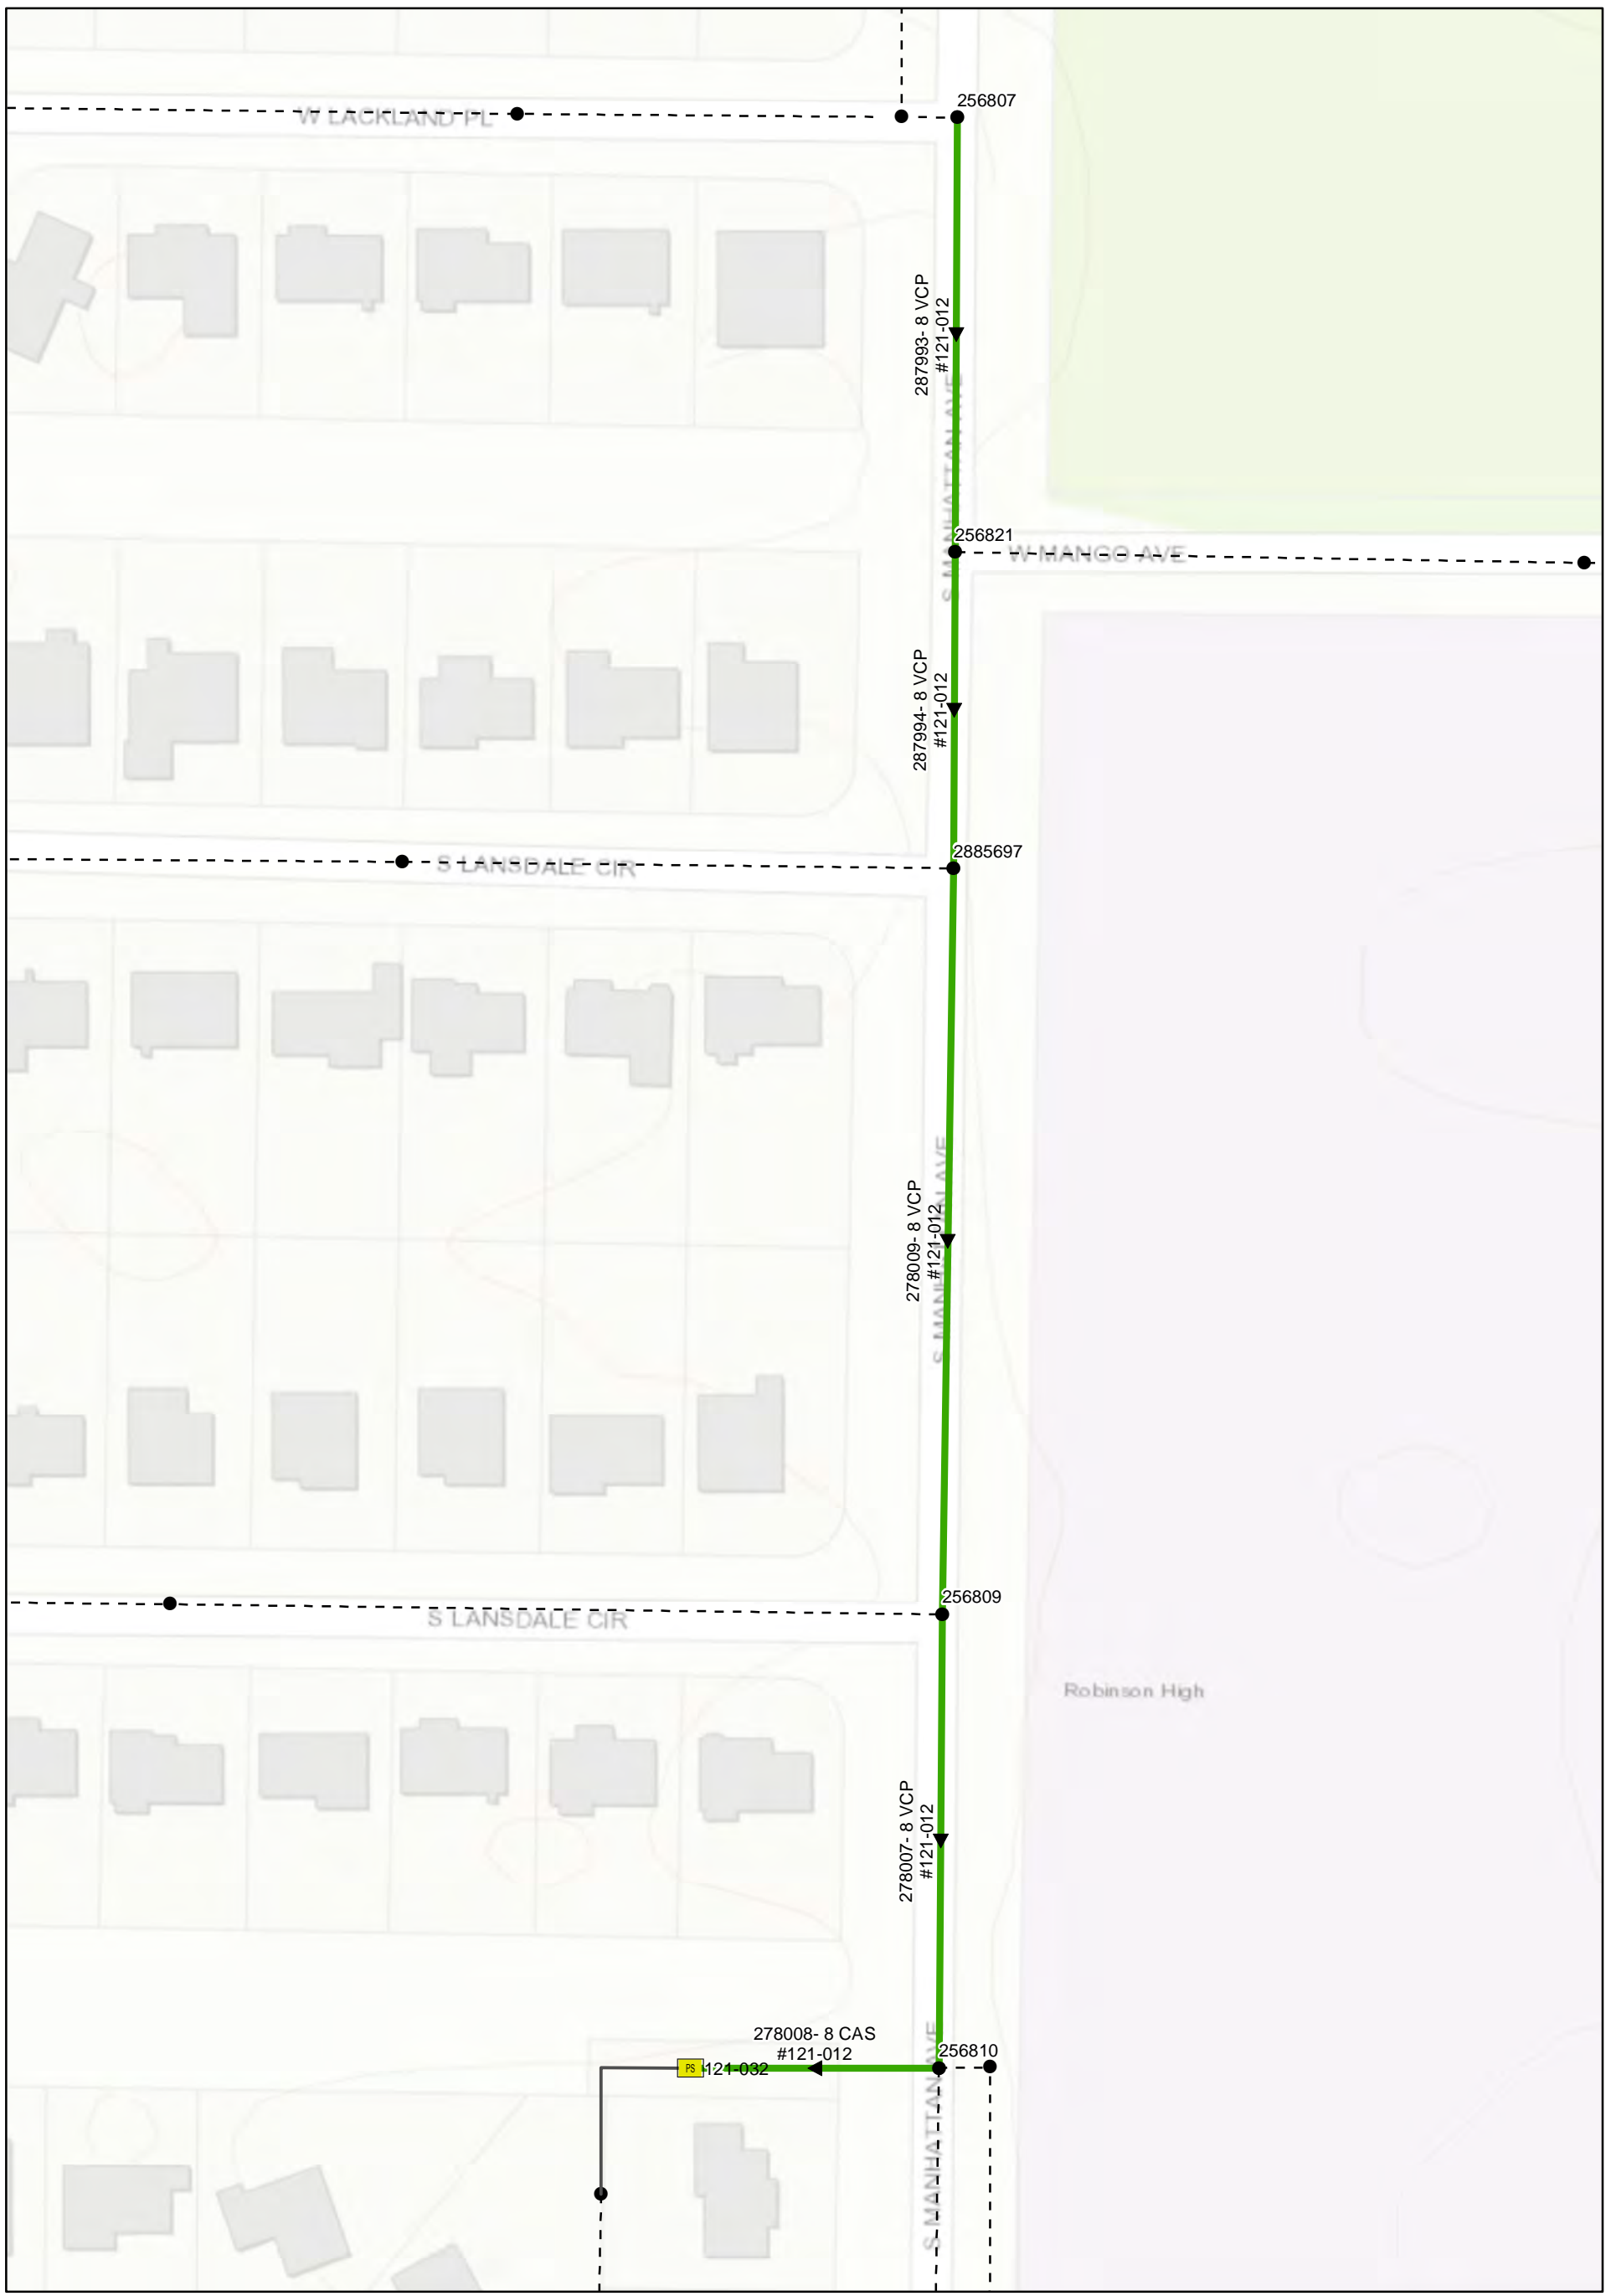 256807
W LACKLAND PL
287993- 8 VCP
#121-012
S MANHATTAN AVE
256821
W MANGO AVE
287994- 8 VCP
#121-012
2885697
S LANSDALE CIR
278009- 8 VCP
#121-012
S MANHATTAN AVE
256809
S LANSDALE CIR
Robinson High
278007- 8 VCP
#121-012
278008- 8 CAS
#121-012
256810
PS
121-032
S MANHATTAN AVE